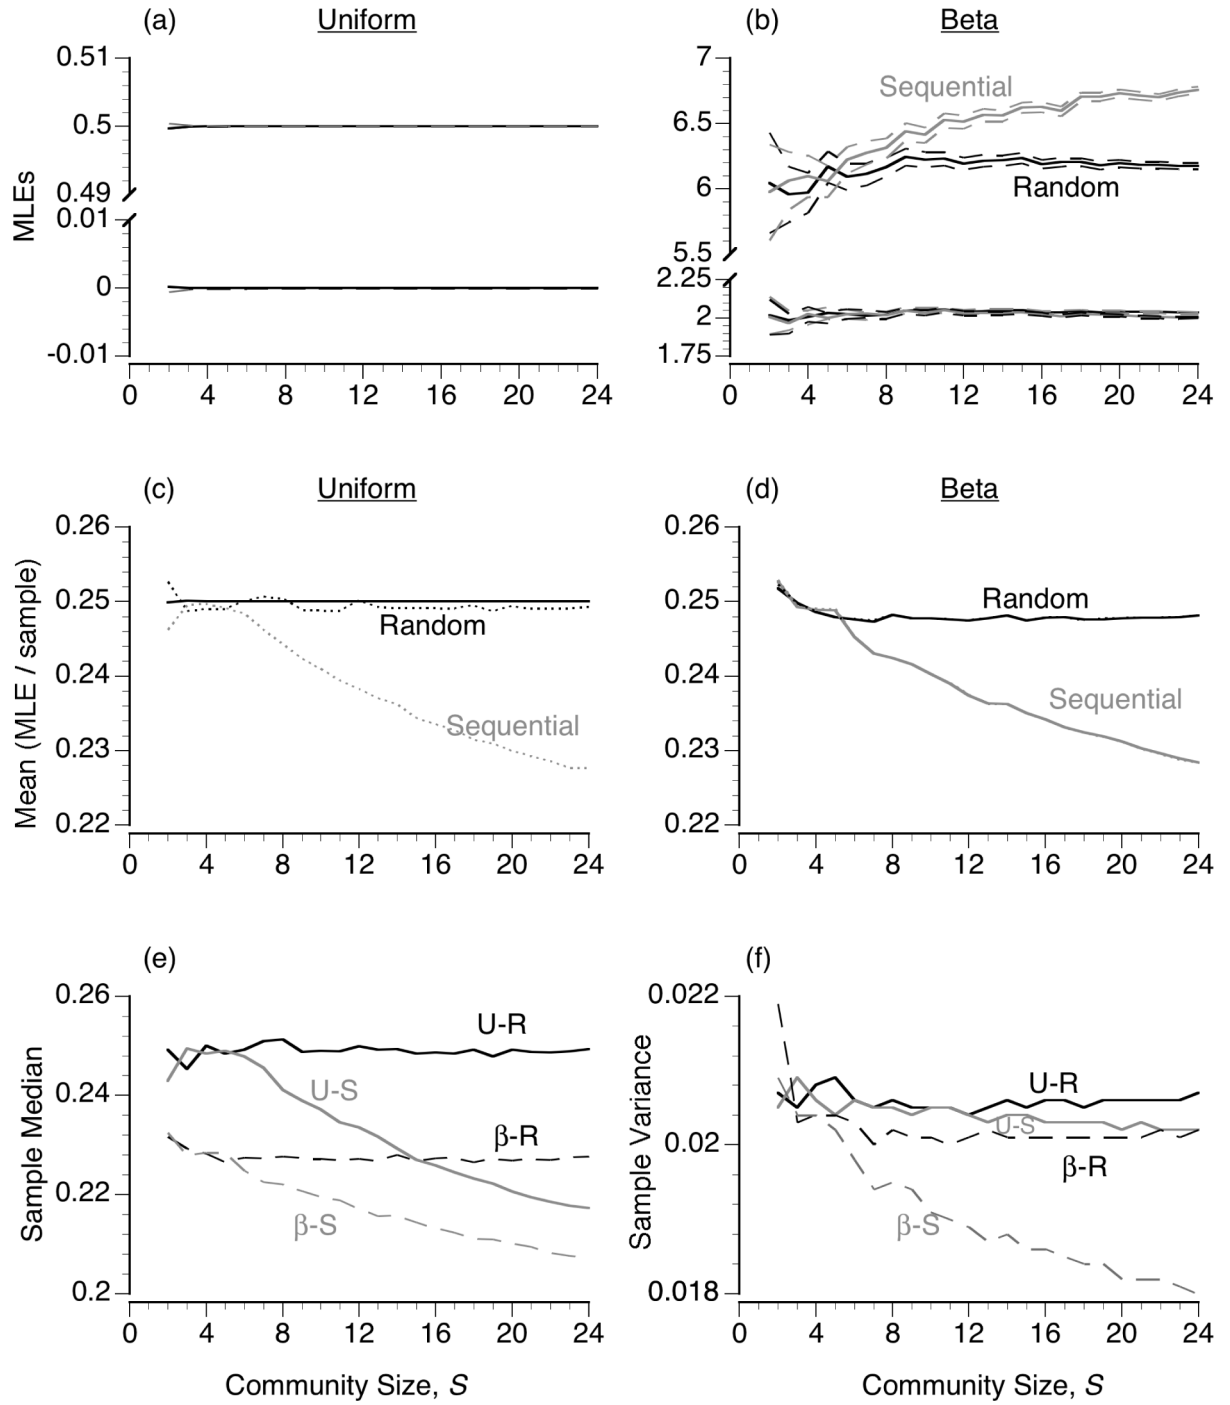 (a) Uniform
MLEs
0.51
0.5
0.49
0.01
0
-0.01
0 4 8 12 16 20 24
(b) Beta
7
6.5
6
5.5
2.25
2
1.75
Sequential
Random
0 4 8 12 16 20 24
(c) Uniform
Mean (MLE / sample)
0.26
0.25
0.24
0.23
0.22
Random
Sequential
0 4 8 12 16 20 24
(d) Beta
0.26
0.25
0.24
0.23
0.22
Random
Sequential
0 4 8 12 16 20 24
(e)
Sample Median
0.26
0.24
0.22
0.2
U-R
U-S
β-R
β-S
0 4 8 12 16 20 24
Community Size, S
(f)
Sample Variance
0.022
0.02
0.018
U-R
U-S
β-R
β-S
0 4 8 12 16 20 24
Community Size, S